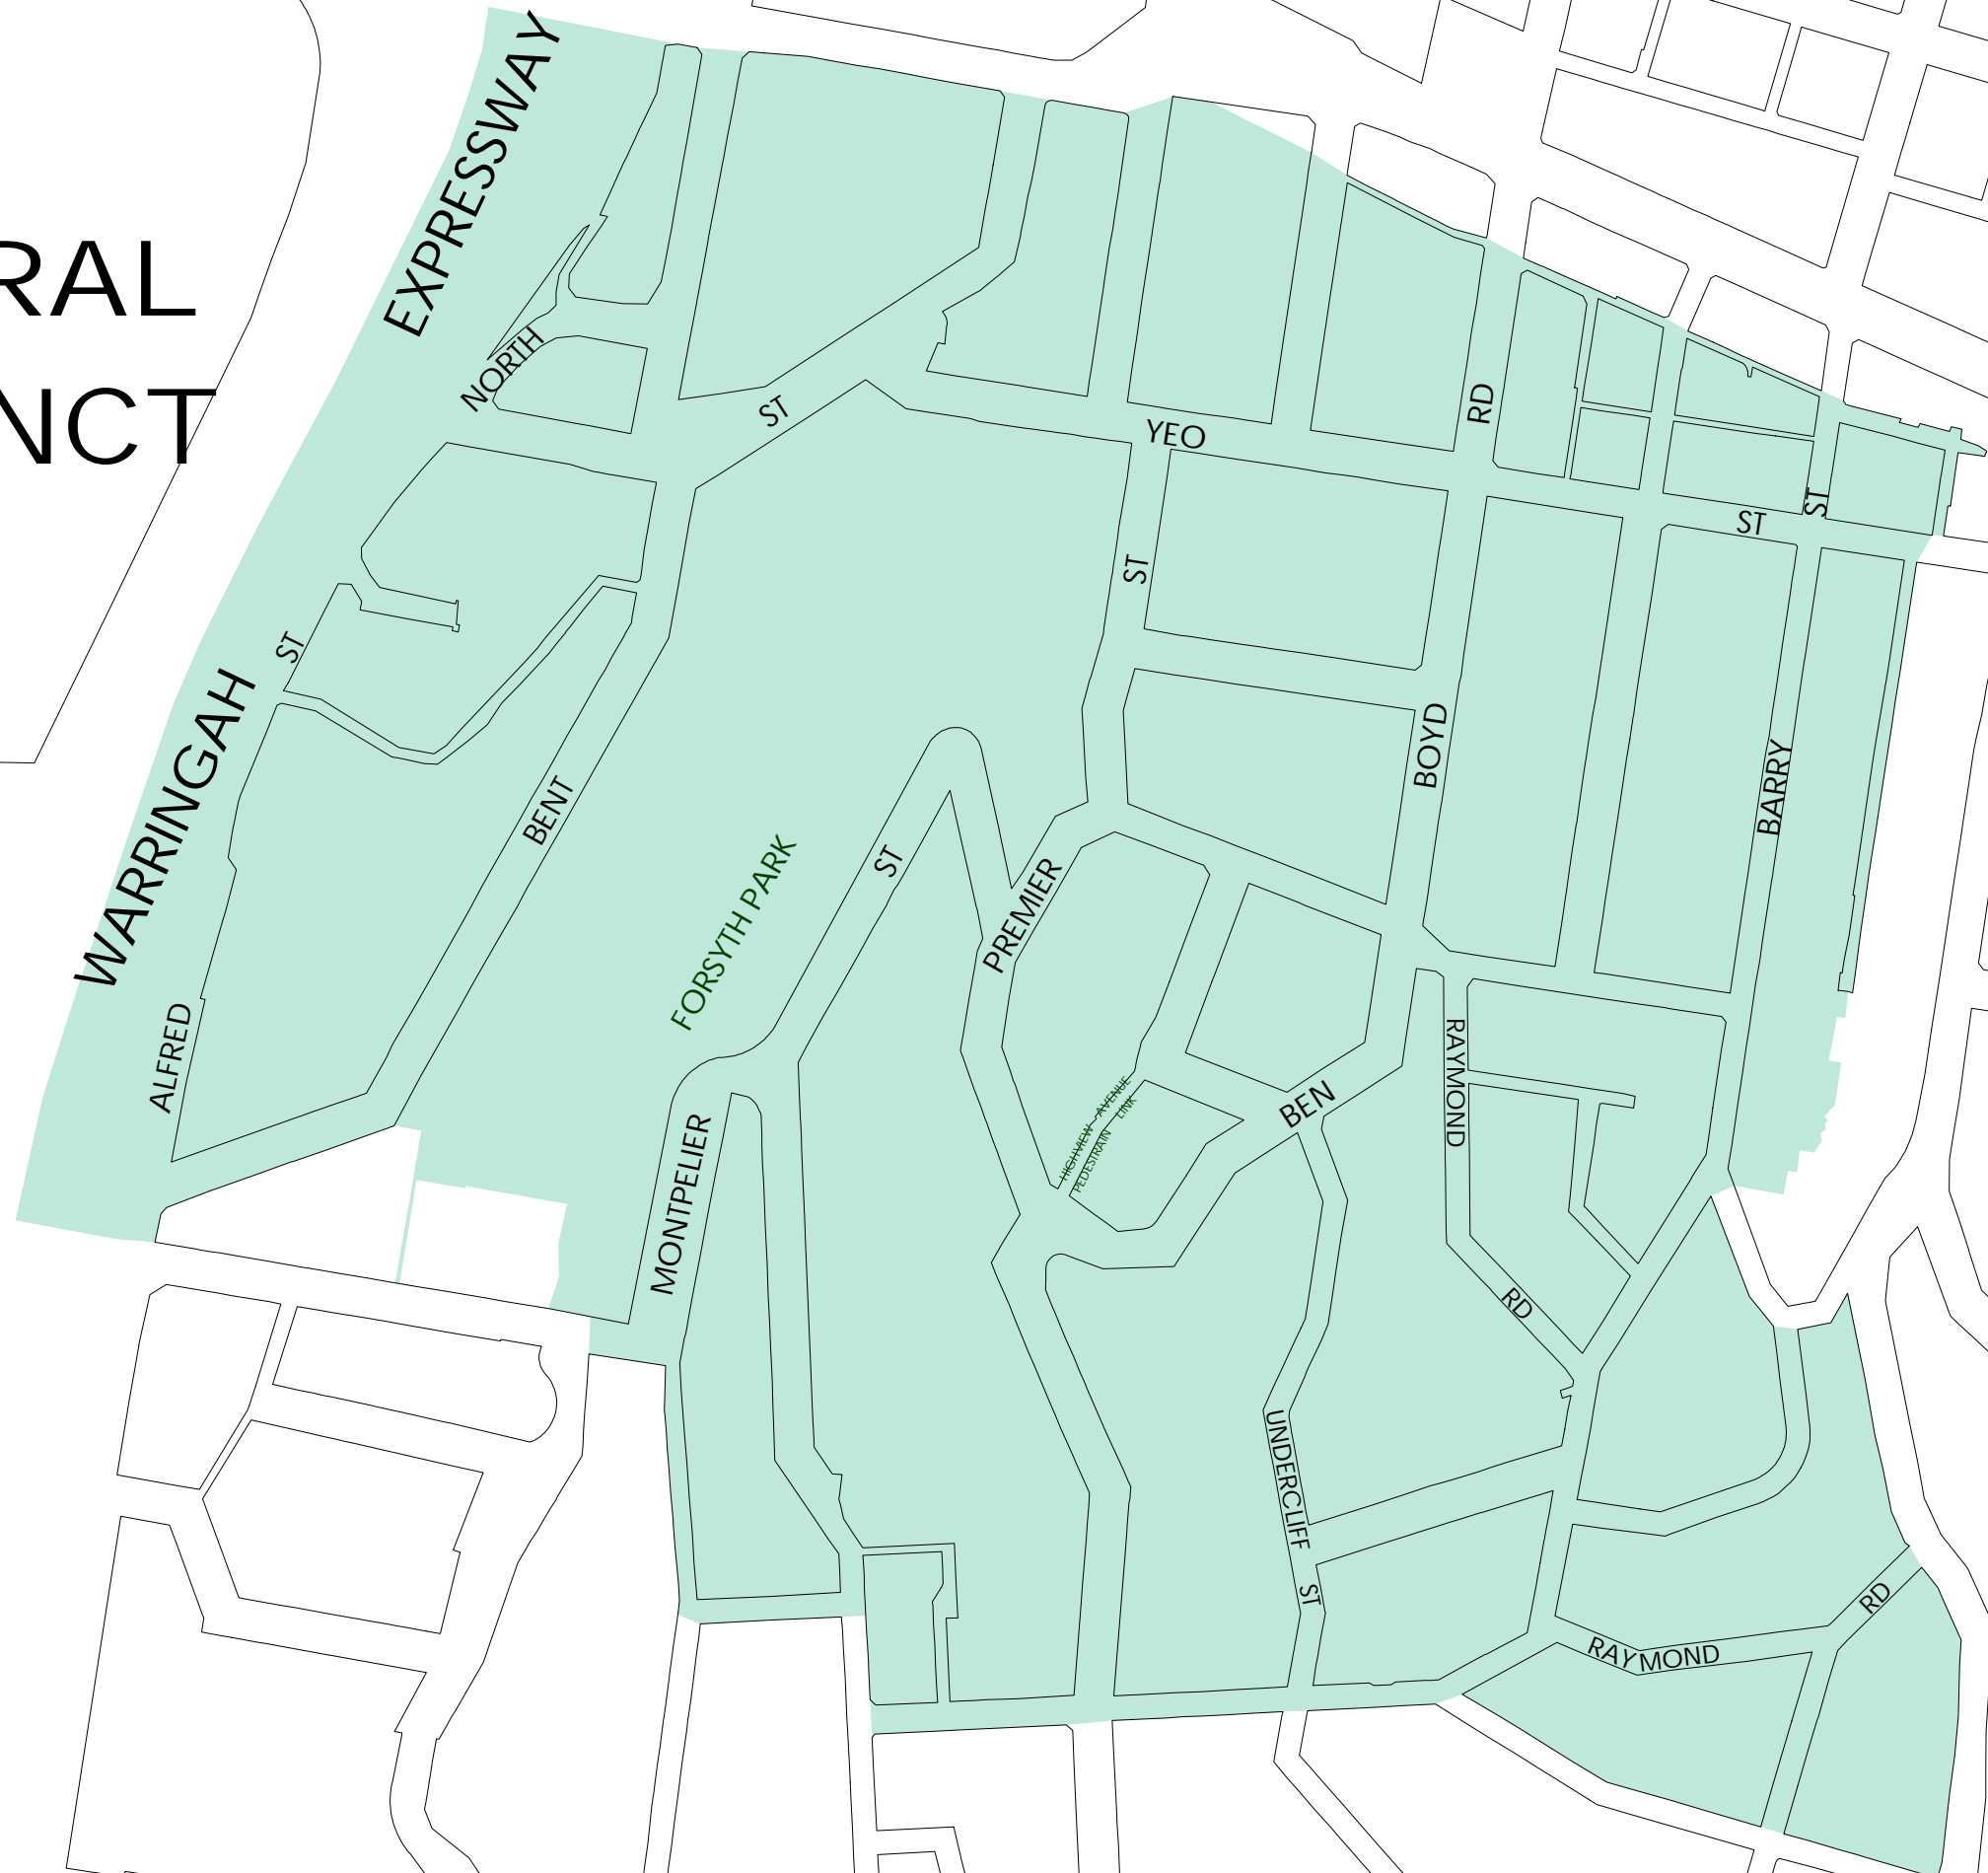 EXPRESSWAY
RAL
NORTH
NCT
ST
YEO
RD
ST
ST
ST
ST
WARRINGAH
BENT
BOYD
BARRY
FORSYTH PARK
ST
PREMIER
ALFRED
RAYMOND
HIGHVIEW AVENUE
PEDESTRAIN LINK
BEN
MONTPELIER
RD
UNDERCLIFF
ST
RD
RAYMOND